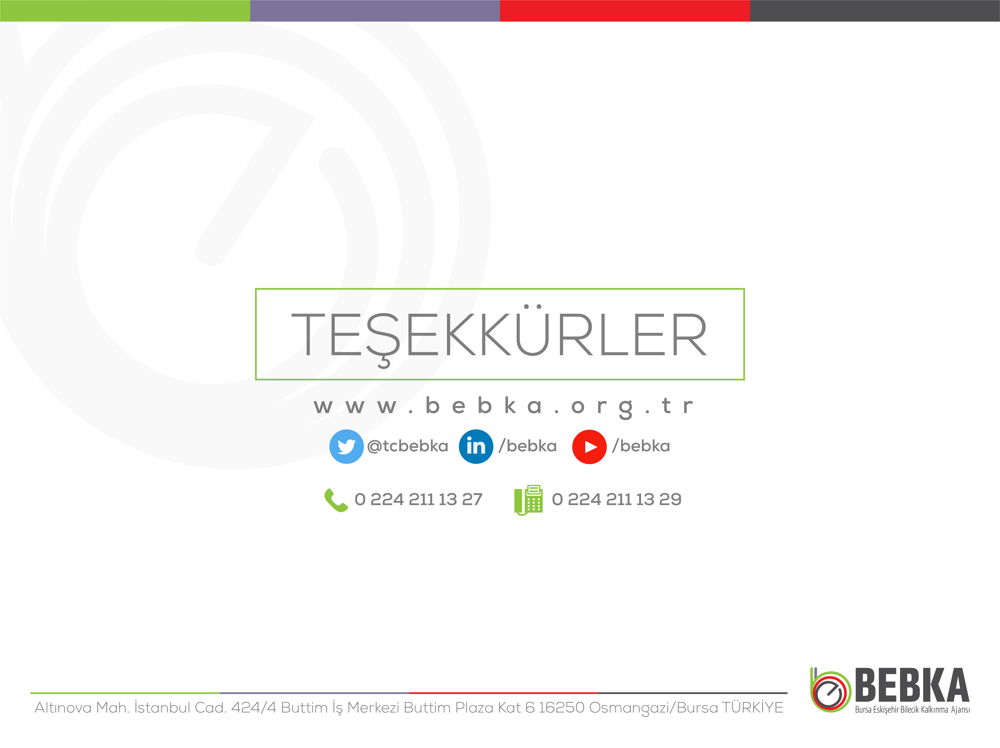 TEŞEKKÜRLER
www.bebka.org.tr
@tcbebka in /bebka /bebka
0 224 211 13 27 0 224 211 13 29
BEBKA
Bursa Eskişehir Bilecik Kalkınma Ajansı
Altınova Mah. İstanbul Cad. 424/4 Buttim İş Merkezi Buttim Plaza Kat 6 16250 Osmangazi/Bursa TÜRKİYE